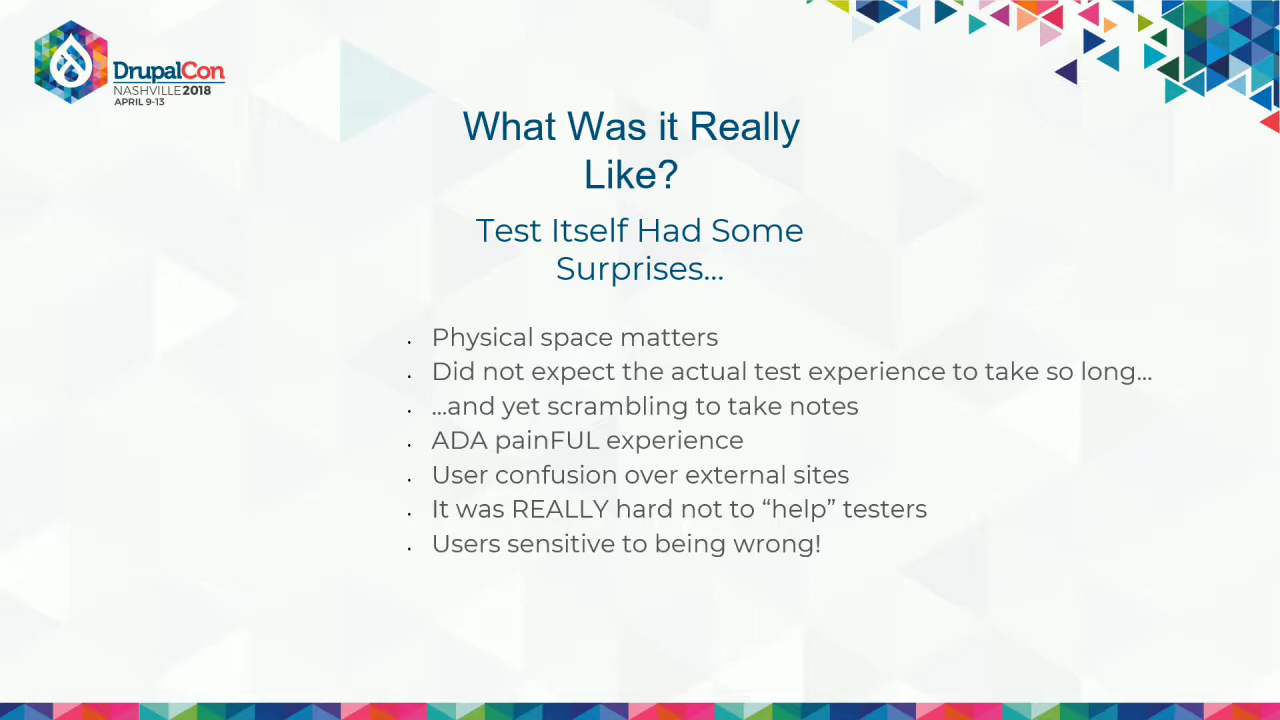 DrupalCon
NASHVILLE 2018
APRIL 9-13
What Was it Really
Like?
Test Itself Had Some
Surprises...
• Physical space matters
• Did not expect the actual test experience to take so long...
• ...and yet scrambling to take notes
• ADA painFUL experience
• User confusion over external sites
• It was REALLY hard not to “help” testers
• Users sensitive to being wrong!